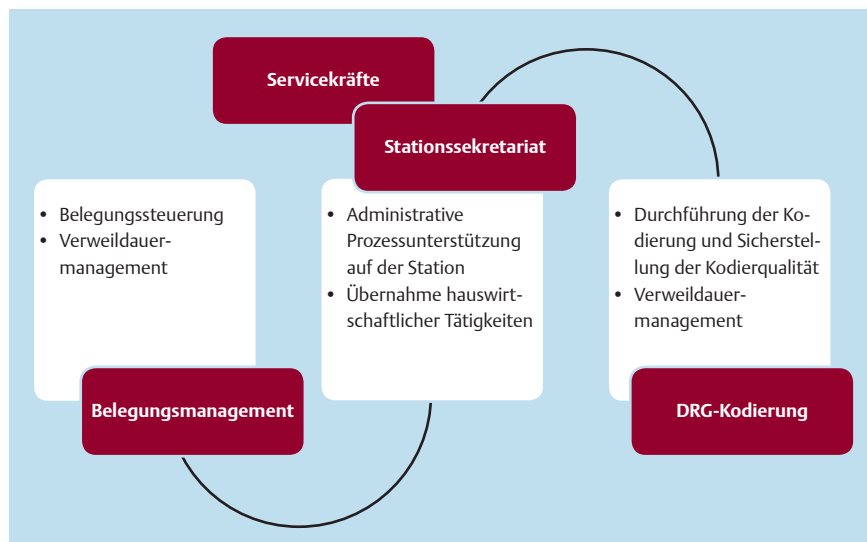 Servicekräfte
Stationssekretariat
• Belegungssteuerung
• Verweildauer-
management
Belegungsmanagement
• Administrative
Prozessunterstützung
auf der Station
• Übernahme hauswirt-
schaftlicher Tätigkeiten
• Durchführung der Ko-
dierung und Sicherstel-
lung der Kodierqualität
• Verweildauer-
management
DRG-Kodierung